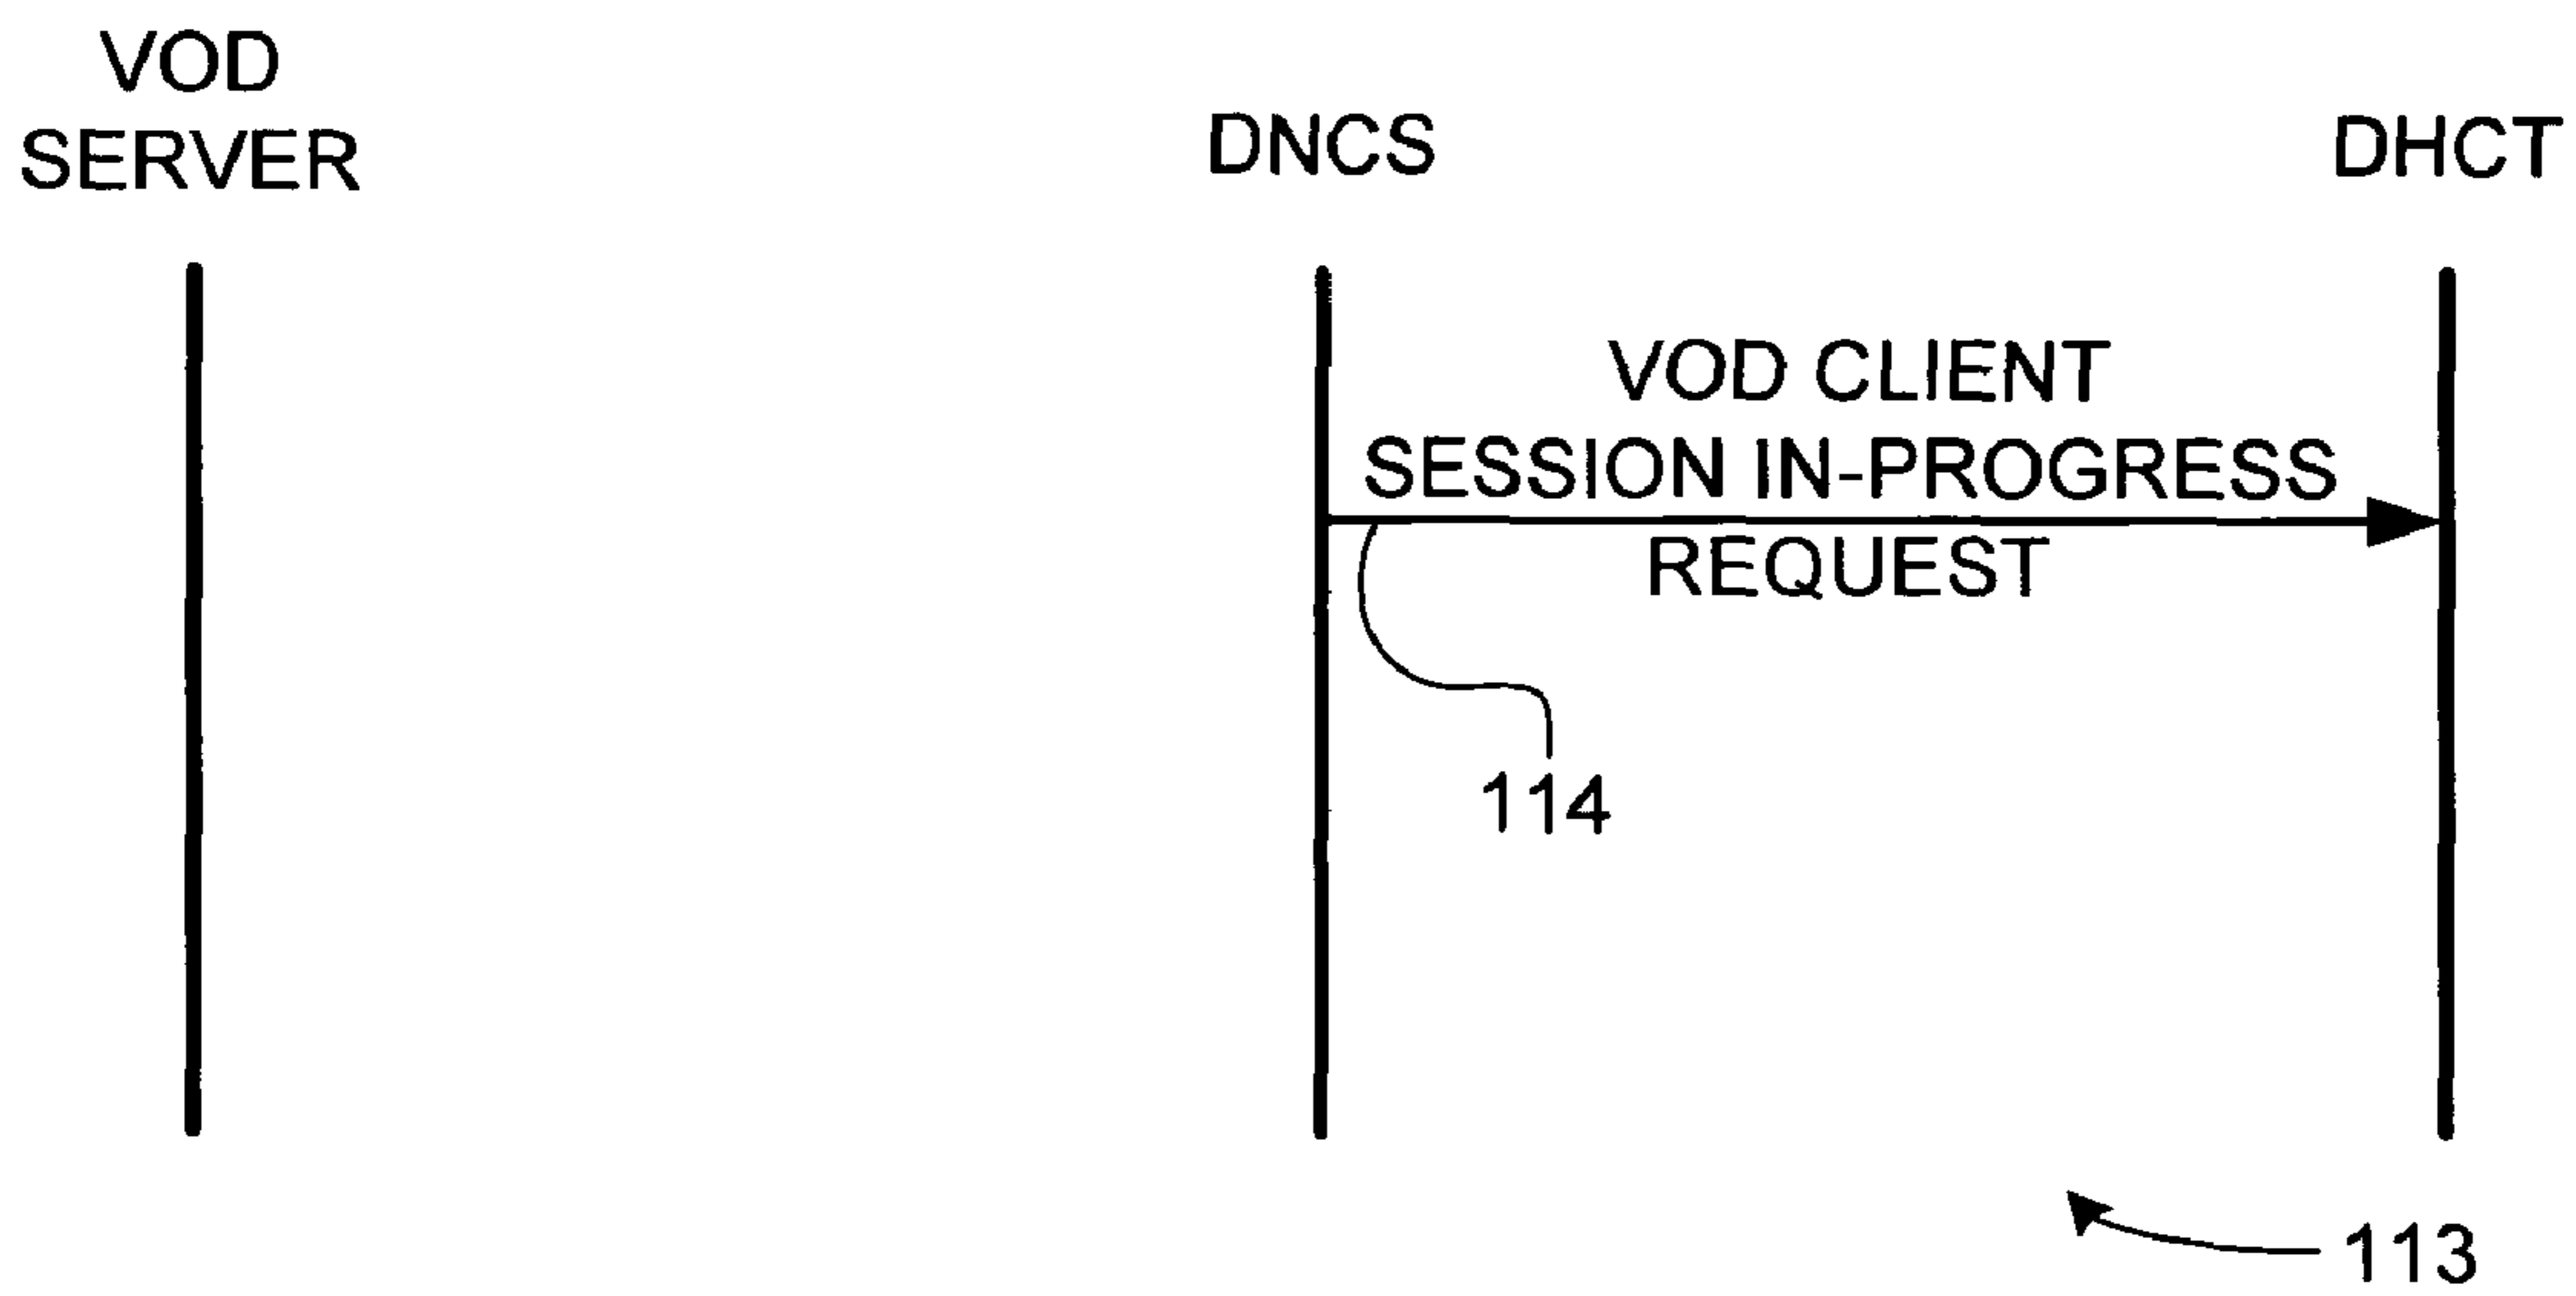 VOD
SERVER
DNCS
DHCT
VOD CLIENT
SESSION IN-PROGRESS
REQUEST
114
113